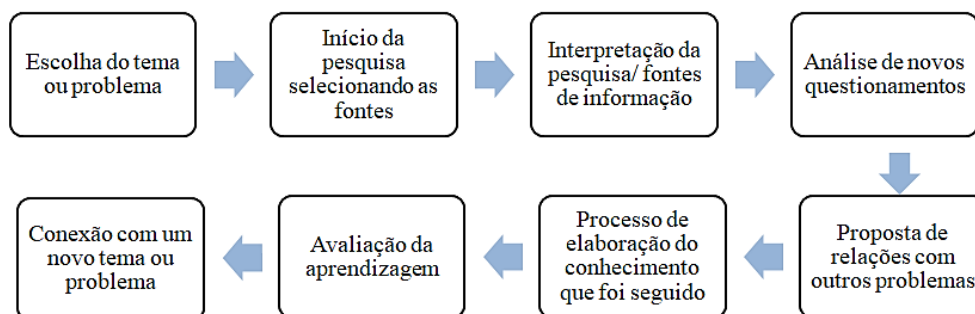 Escolha do tema
ou problema
Início da
pesquisa
selecionando as
fontes
Interpretação da
pesquisa/ fontes
de informação
Análise de novos
questionamentos
Proposta de
relações com
outros problemas
Processo de
elaboração do
conhecimento
que foi seguido
Avaliação da
aprendizagem
Conexão com um
novo tema ou
problema